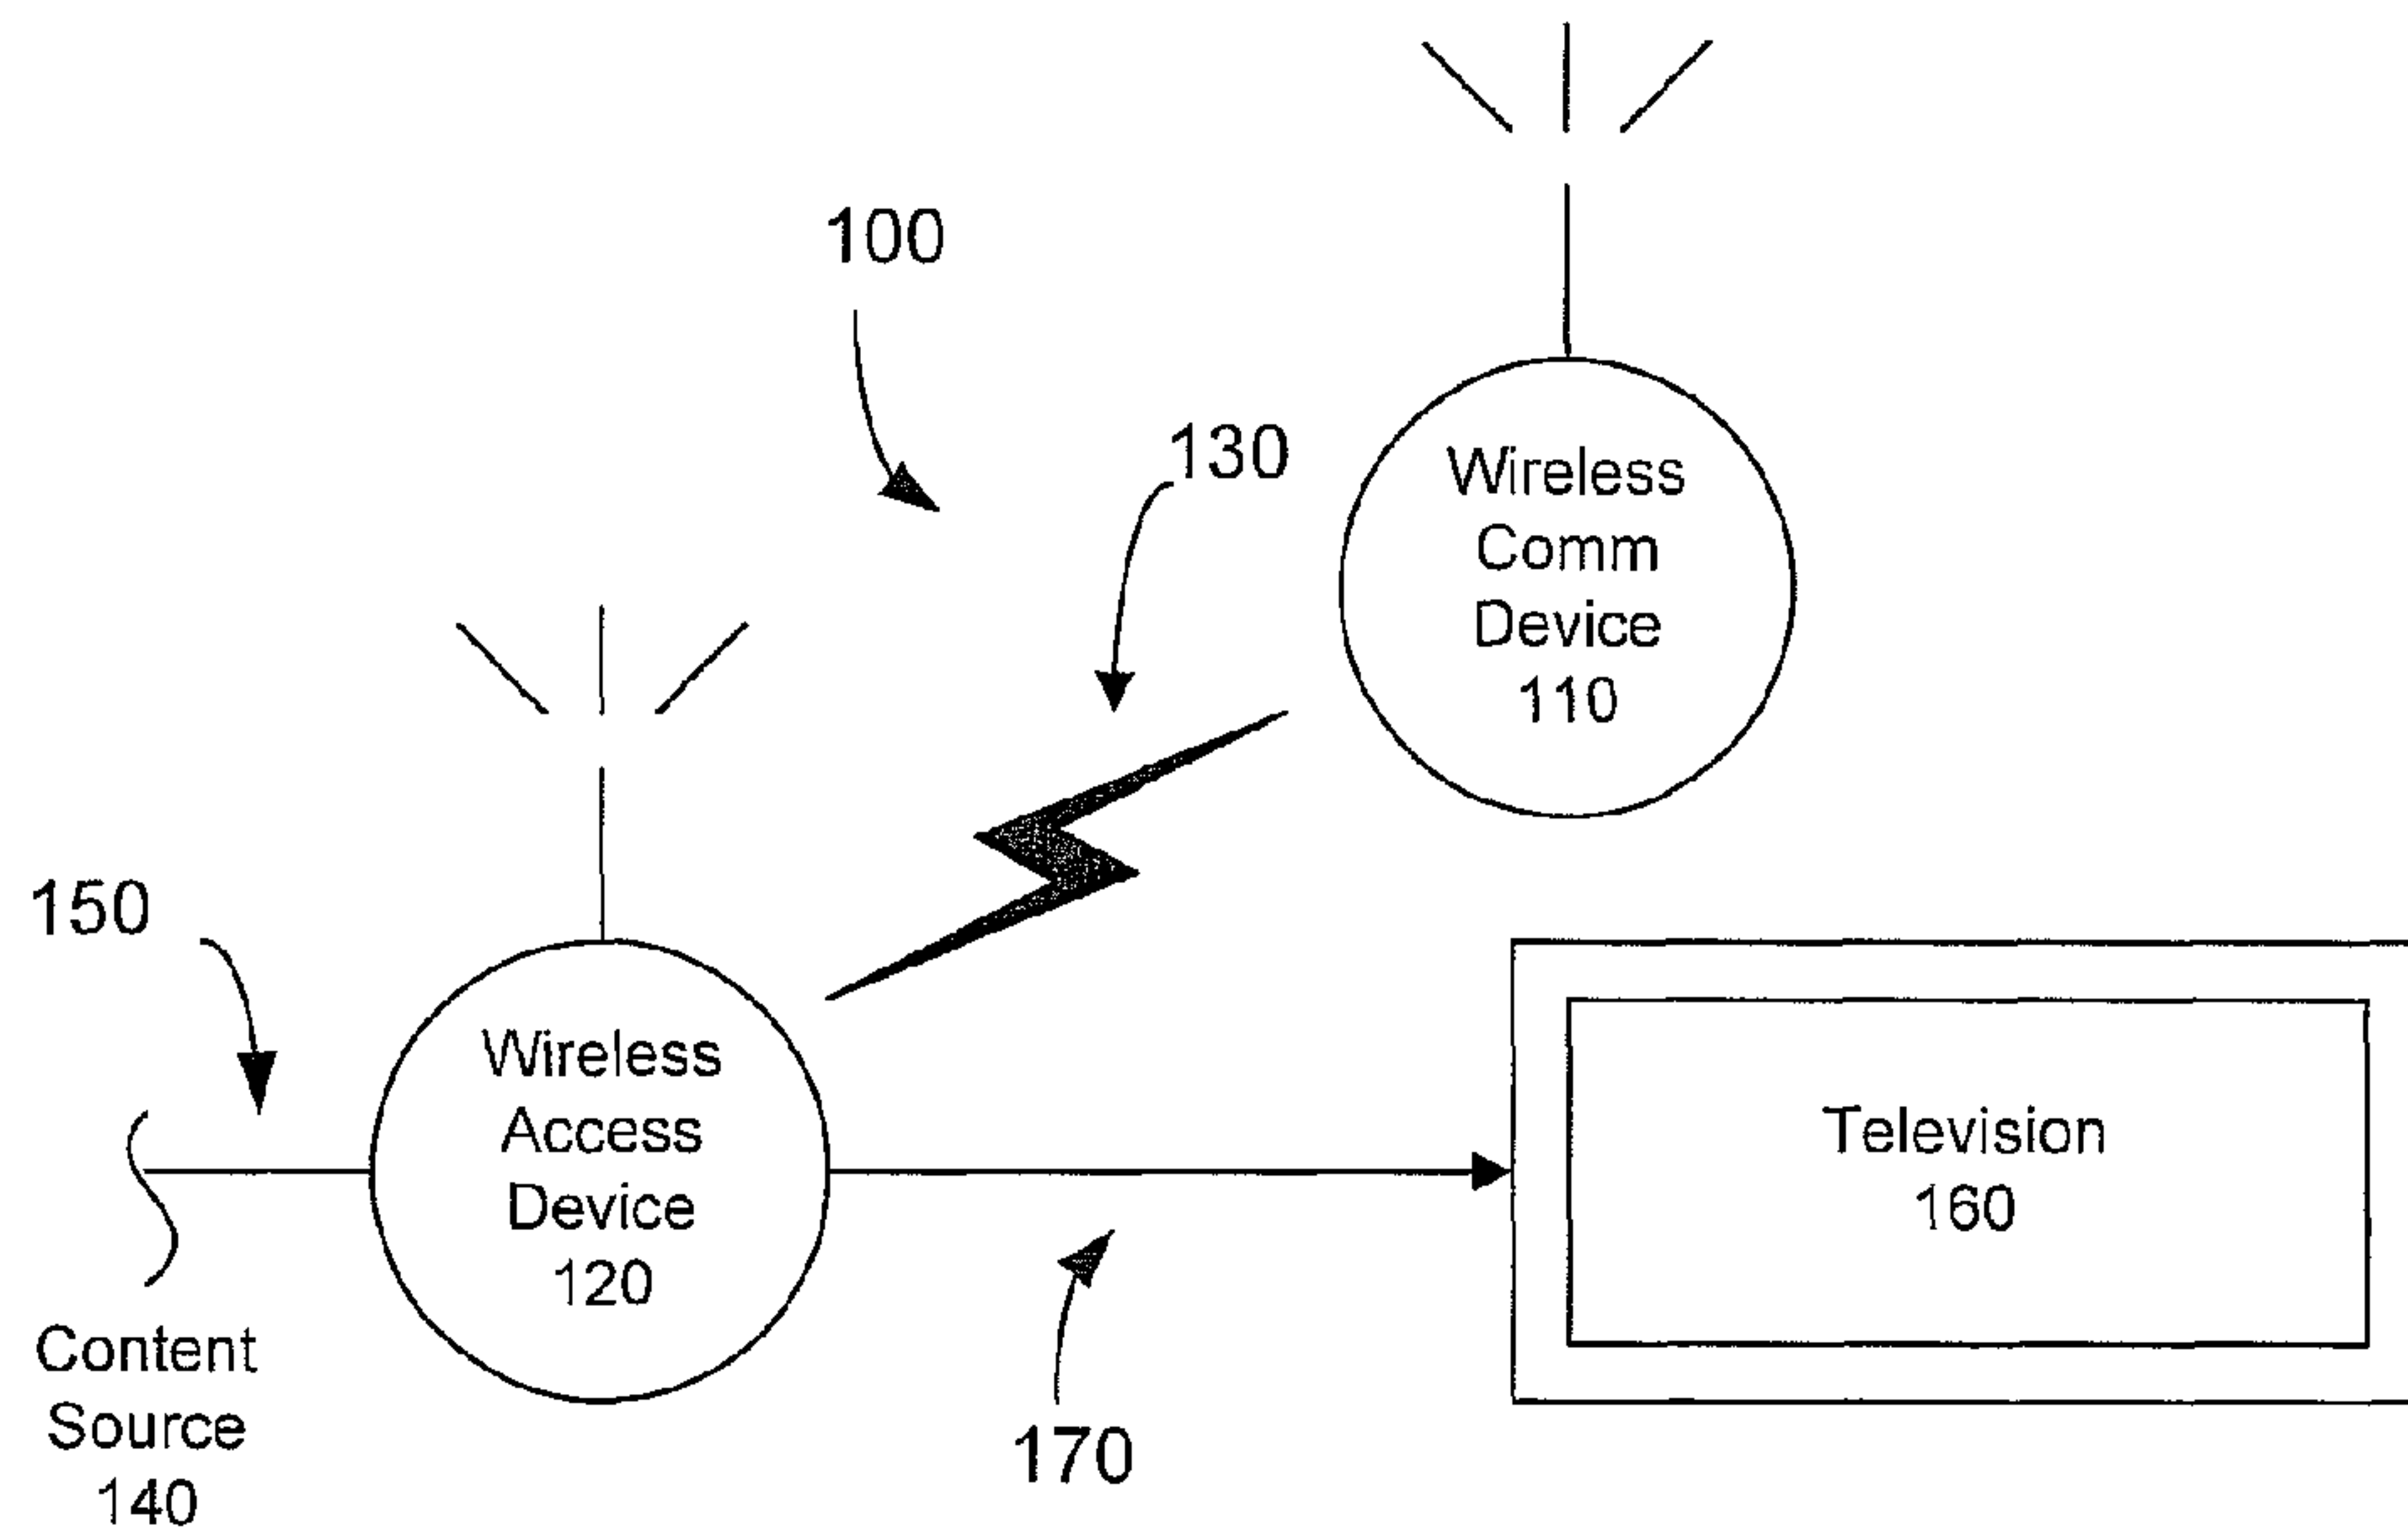 100
130
Wireless
Comm
Device
110
150
Wireless
Access
Device
120
Television
160
Content
Source
140
170